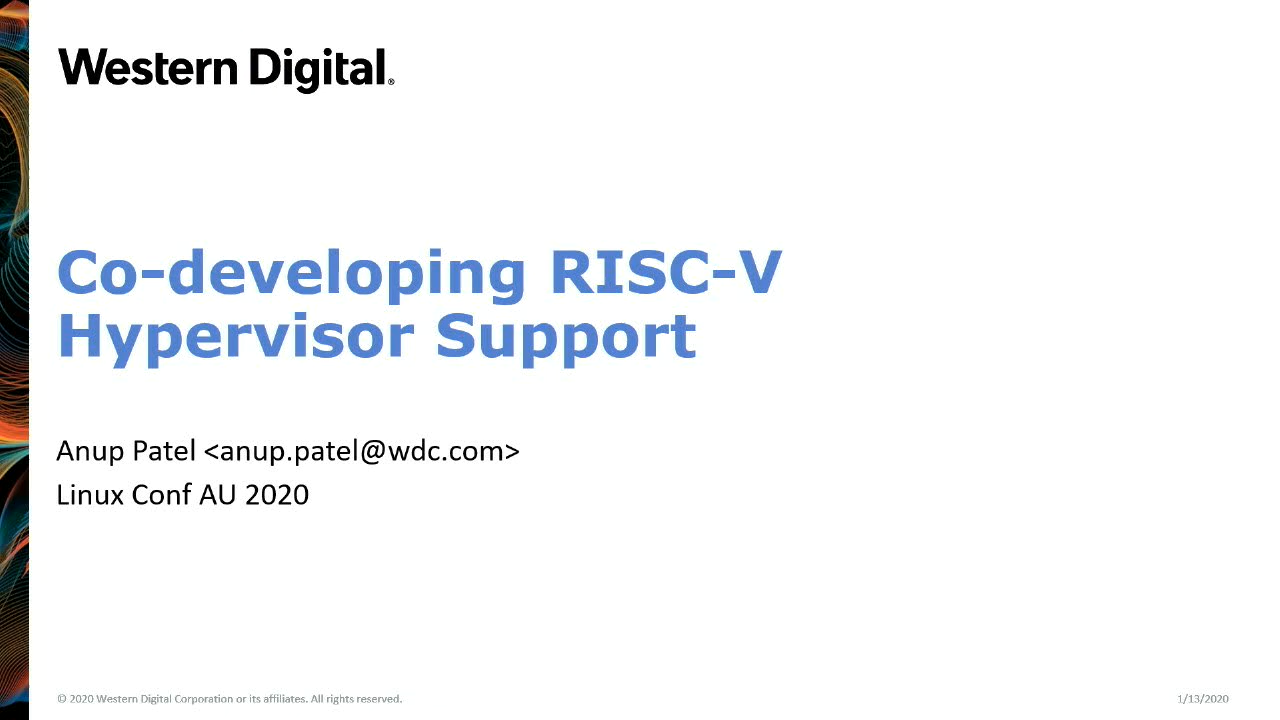 Western Digital®
Co-developing RISC-V
Hypervisor Support
Anup Patel <anup.patel@wdc.com>
Linux Conf AU 2020
© 2020 Western Digital Corporation or its affiliates. All rights reserved.
1/13/2020